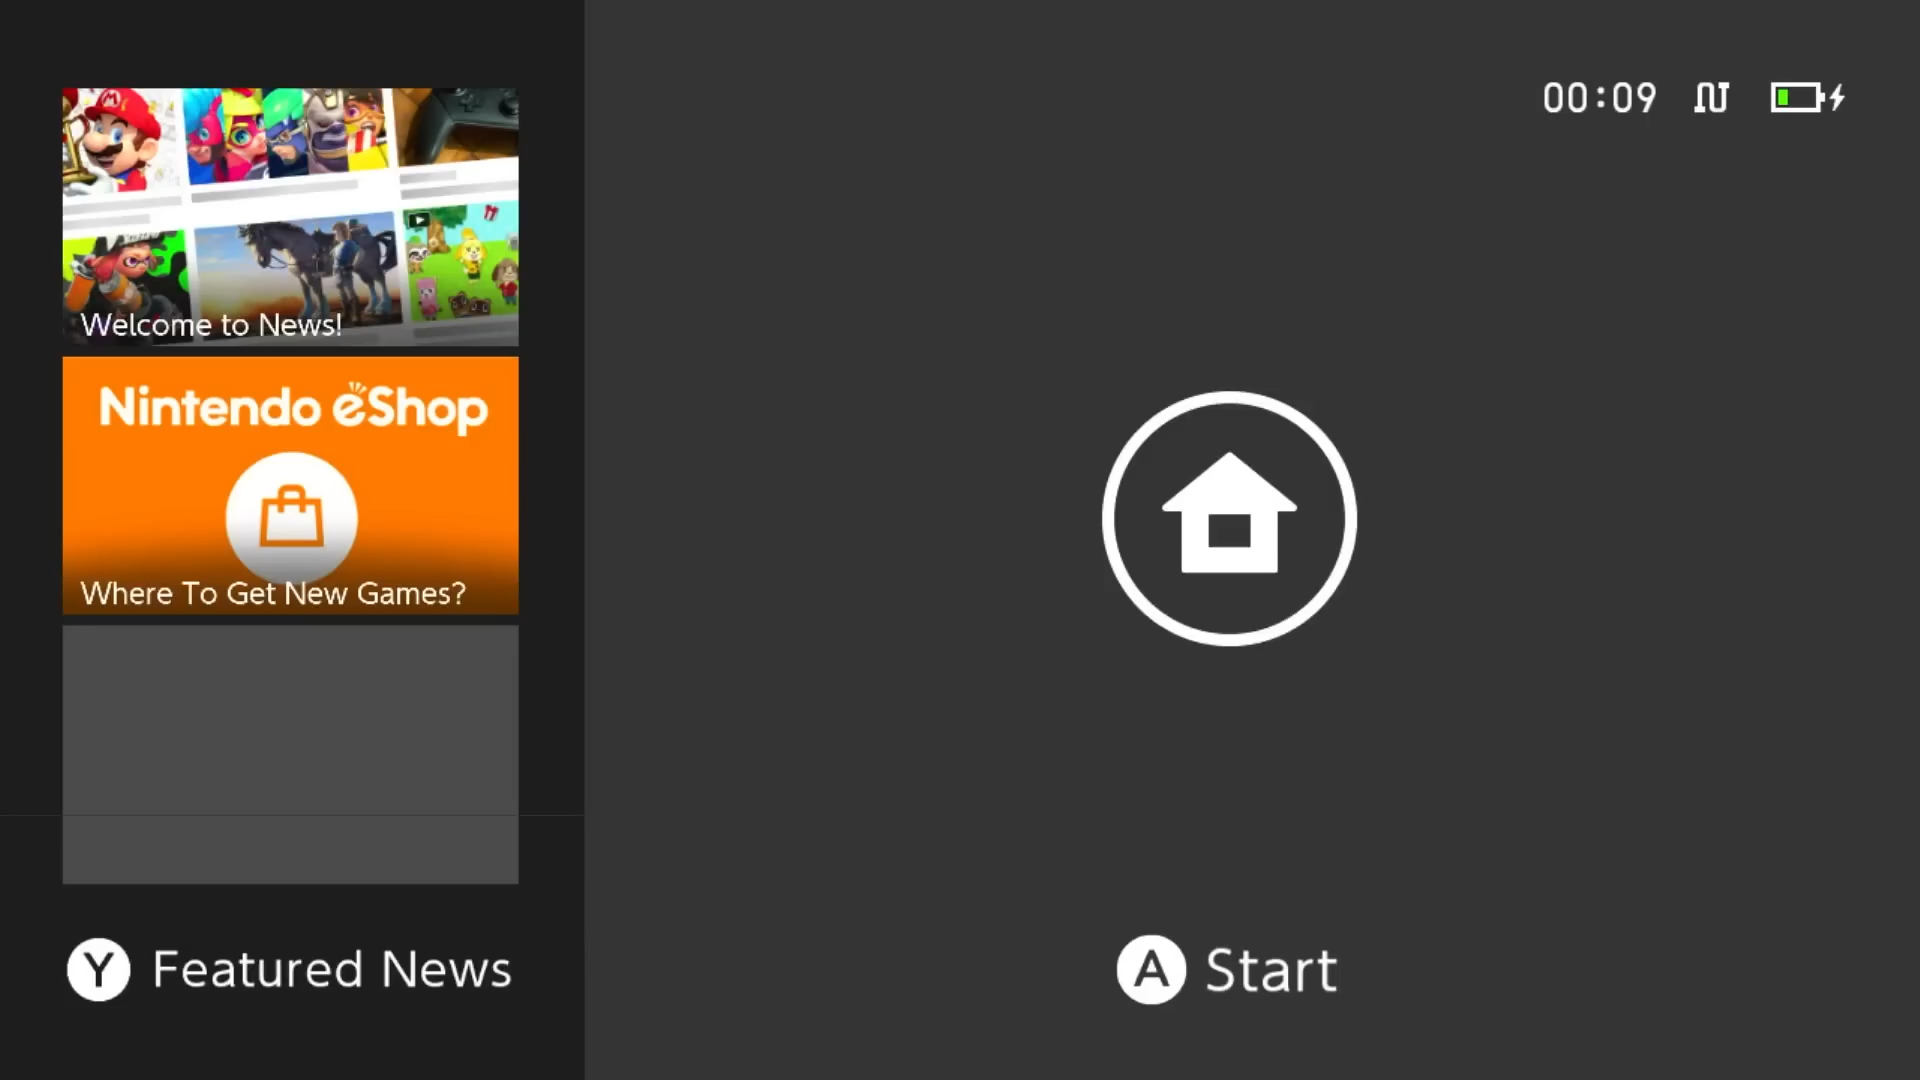 00:09
Welcome to News!
Nintendo eShop
Where To Get New Games?
Y Featured News
A Start